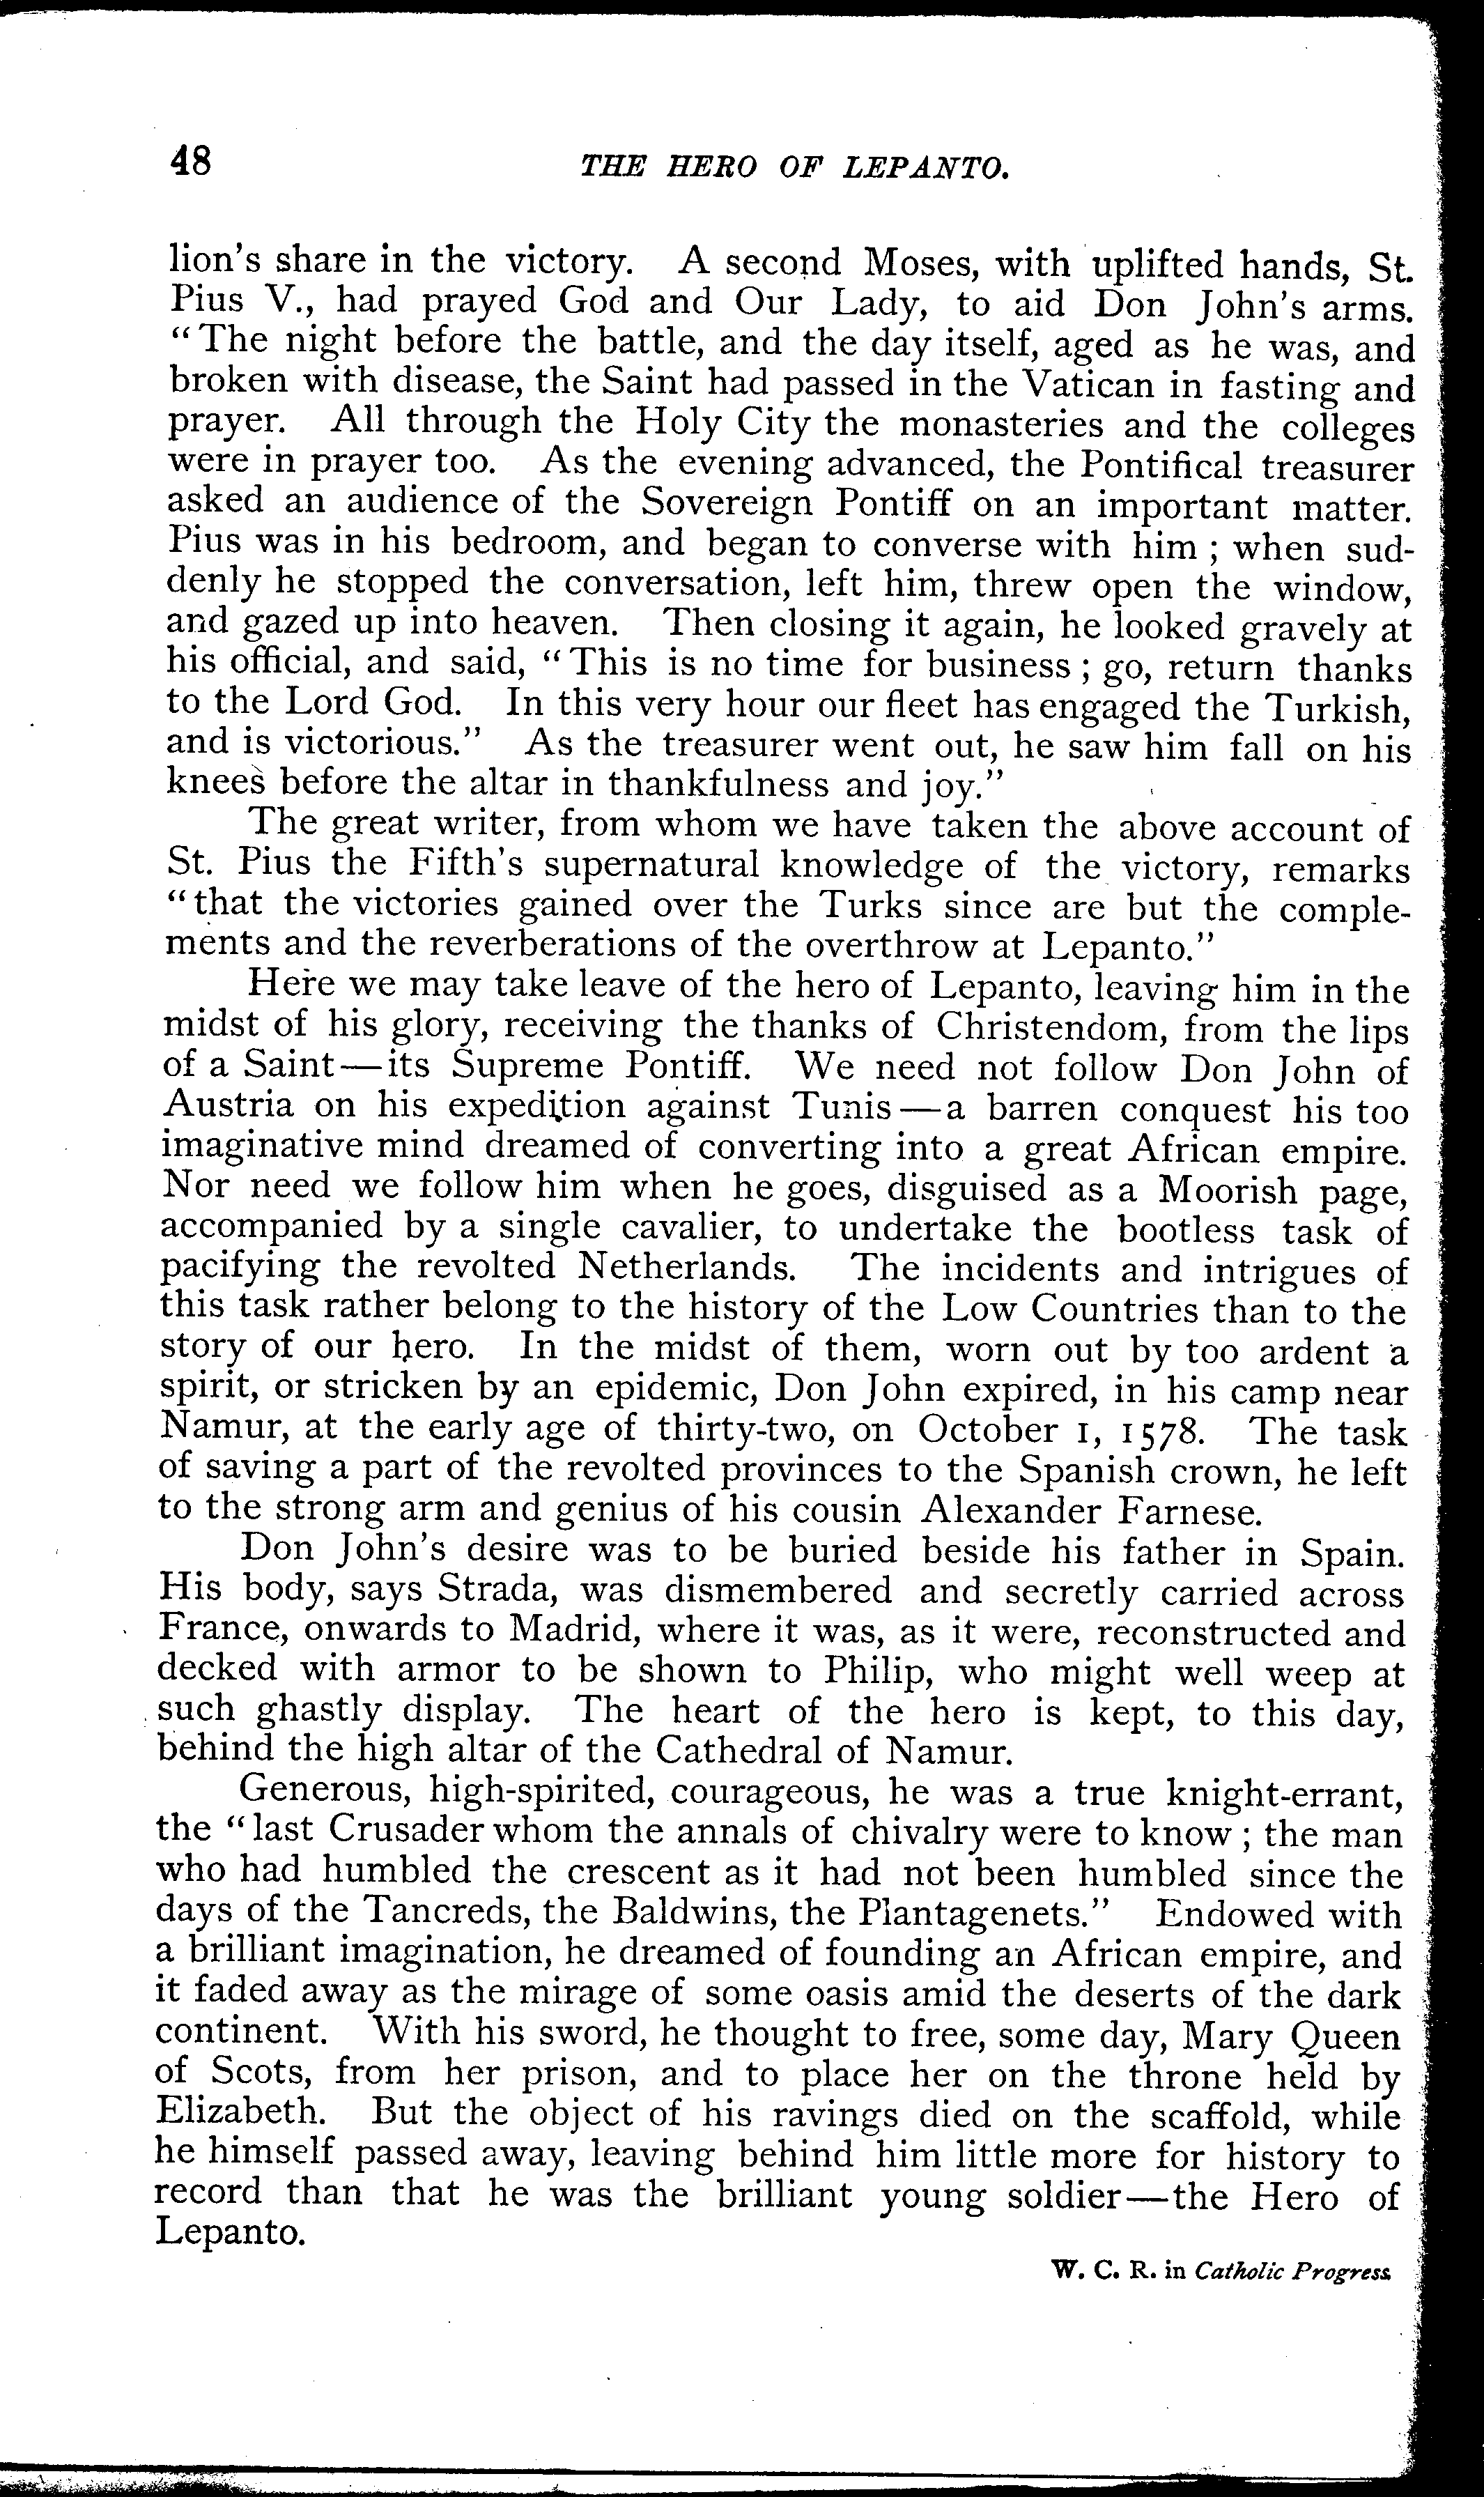 48
THE HERO OF LEPANTO.
lion's share in the victory. A second Moses, with uplifted hands, St.
Pius V., had prayed God and Our Lady, to aid Don John's arms.
"The night before the battle, and the day itself, aged as he was, and
broken with disease, the Saint had passed in the Vatican in fasting and
prayer. All through the Holy City the monasteries and the colleges
were in prayer too. As the evening advanced, the Pontifical treasurer
asked an audience of the Sovereign Pontiff on an important matter.
Pius was in his bedroom, and began to converse with him ; when sud-
denly he stopped the conversation, left him, threw open the window,
and gazed up into heaven. Then closing it again, he looked gravely at
his official, and said, "This is no time for business ; go, return thanks
to the Lord God. In this very hour our fleet has engaged the Turkish,
and is victorious." As the treasurer went out, he saw him fall on his
knees before the altar in thankfulness and joy."
The great writer, from whom we have taken the above account of
St. Pius the Fifth's supernatural knowledge of the victory, remarks
"that the victories gained over the Turks since are but the comple-
ments and the reverberations of the overthrow at Lepanto."
Here we may take leave of the hero of Lepanto, leaving him in the
midst of his glory, receiving the thanks of Christendom, from the lips
of a Saint—its Supreme Pontiff. We need not follow Don John of
Austria on his expedition against Tunis—a barren conquest his too
imaginative mind dreamed of converting into a great African empire.
Nor need we follow him when he goes, disguised as a Moorish page,
accompanied by a single cavalier, to undertake the bootless task of
pacifying the revolted Netherlands. The incidents and intrigues of
this task rather belong to the history of the Low Countries than to the
story of our hero. In the midst of them, worn out by too ardent a
spirit, or stricken by an epidemic, Don John expired, in his camp near
Namur, at the early age of thirty-two, on October 1, 1578. The task
of saving a part of the revolted provinces to the Spanish crown, he left
to the strong arm and genius of his cousin Alexander Farnese.
Don John's desire was to be buried beside his father in Spain.
His body, says Strada, was dismembered and secretly carried across
France, onwards to Madrid, where it was, as it were, reconstructed and
decked with armor to be shown to Philip, who might well weep at
such ghastly display. The heart of the hero is kept, to this day,
behind the high altar of the Cathedral of Namur.
Generous, high-spirited, courageous, he was a true knight-errant,
the "last Crusader whom the annals of chivalry were to know ; the man
who had humbled the crescent as it had not been humbled since the
days of the Tancreds, the Baldwins, the Plantagenets." Endowed with
a brilliant imagination, he dreamed of founding an African empire, and
it faded away as the mirage of some oasis amid the deserts of the dark
continent. With his sword, he thought to free, some day, Mary Queen
of Scots, from her prison, and to place her on the throne held by
Elizabeth. But the object of his ravings died on the scaffold, while
he himself passed away, leaving behind him little more for history to
record than that he was the brilliant young soldier—the Hero of
Lepanto.
W. C. R. in Catholic Progress.